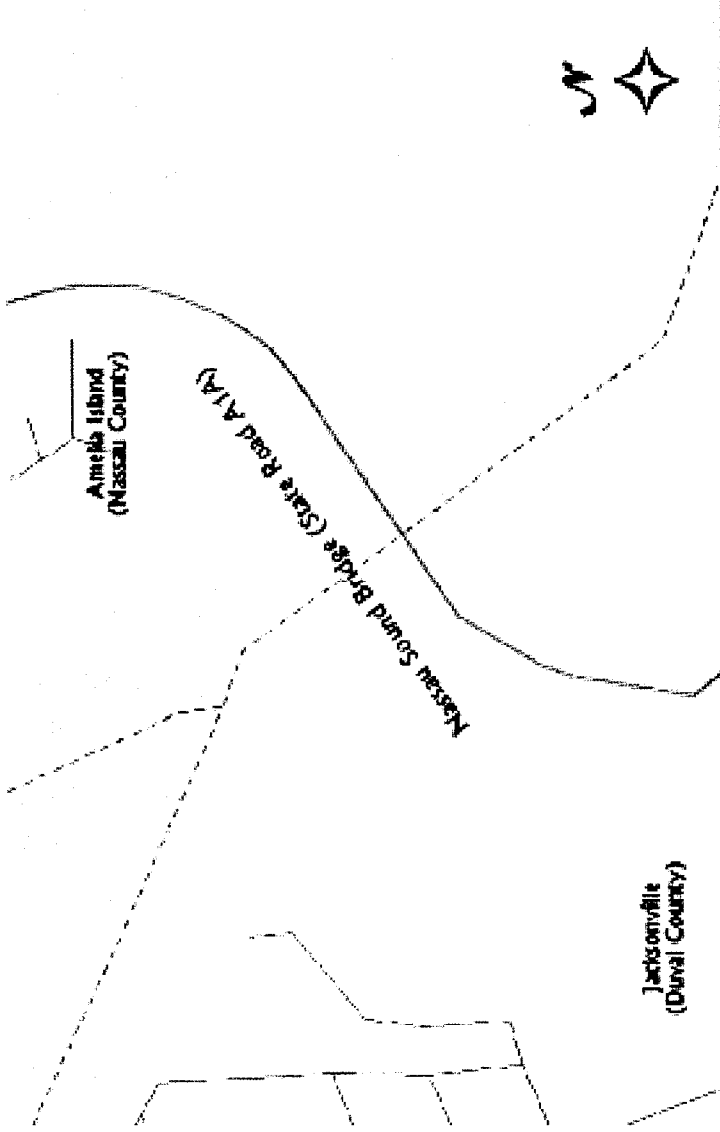 N
Amelia Island
(Nassau County)
Nassau Sound Bridge (State Road A1A)
Jacksonville
(Duval County)